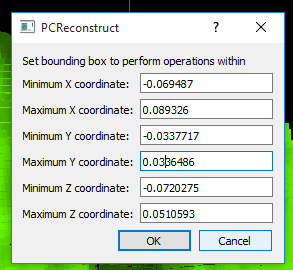 PCReconstruct
Set bounding box to perform operations within
Minimum X coordinate: -0.069487
Maximum X coordinate: 0.089326
Minimum Y coordinate: -0.0337717
Maximum Y coordinate: 0.0336486
Minimum Z coordinate: -0.0720275
Maximum Z coordinate: 0.0510593
OK Cancel